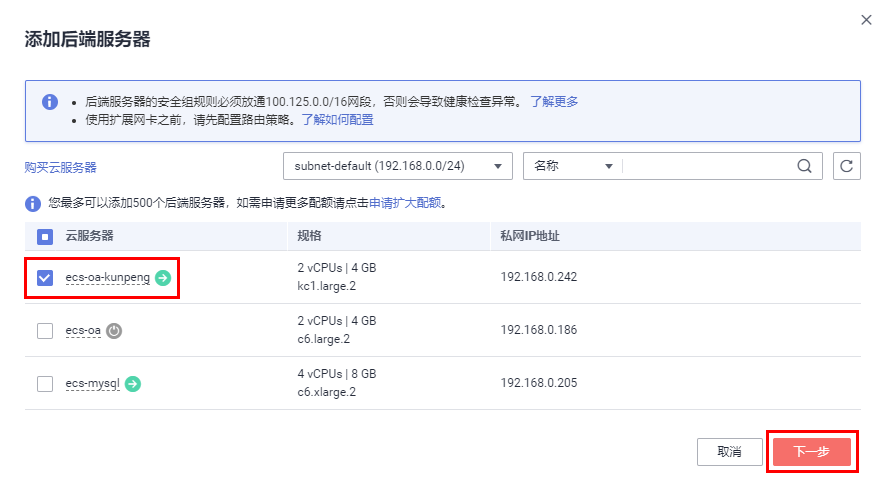 添加后端服务器
后端服务器的安全组规则必须放通100.125.0.0/16网段，否则会导致健康检查异常。 了解更多
使用扩展网卡之前，请先配置路由策略。了解如何配置
购买云服务器 subnet-default (192.168.0.0/24) 名称
您最多可以添加500个后端服务器，如需申请更多配额请点击申请扩大配额。
云服务器 规格 私网IP地址
ecs-oa-kunpeng 2 vCPUs | 4 GB 192.168.0.242
kc1.large.2
ecs-oa 2 vCPUs | 4 GB 192.168.0.186
c6.large.2
ecs-mysql 4 vCPUs | 8 GB 192.168.0.205
c6.xlarge.2
取消 下一步